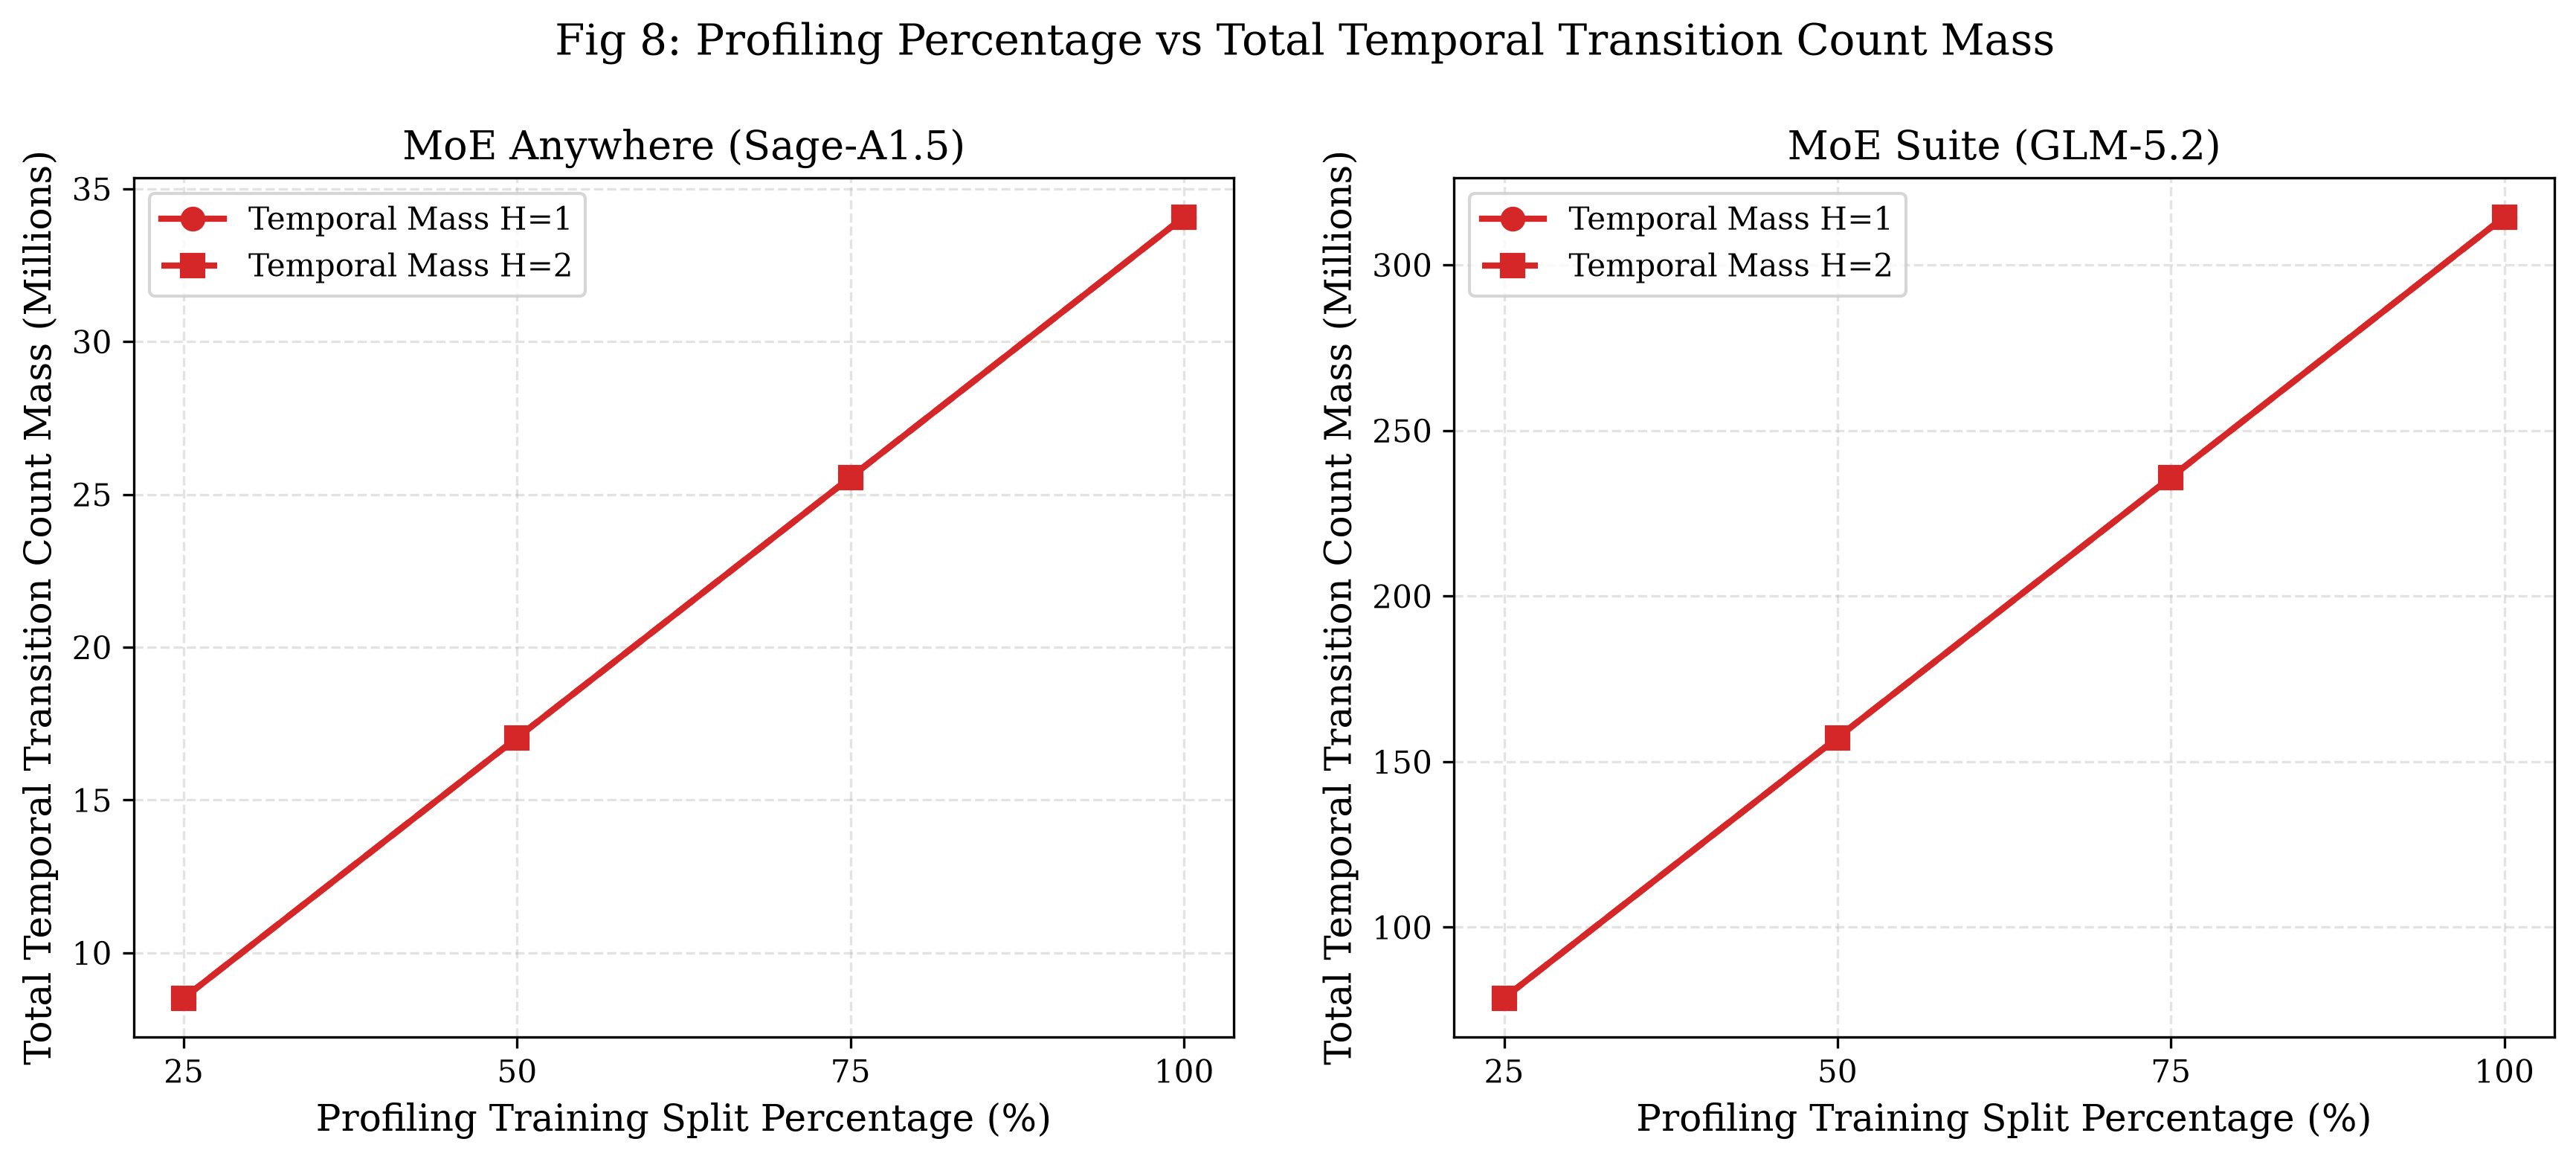 Fig 8: Profiling Percentage vs Total Temporal Transition Count Mass
MoE Anywhere (Sage-A1.5)
Total Temporal Transition Count Mass (Millions)
35
30
25
20
15
10
Temporal Mass H=1
Temporal Mass H=2
25
50
75
100
Profiling Training Split Percentage (%)
MoE Suite (GLM-5.2)
Total Temporal Transition Count Mass (Millions)
300
250
200
150
100
Temporal Mass H=1
Temporal Mass H=2
25
50
75
100
Profiling Training Split Percentage (%)